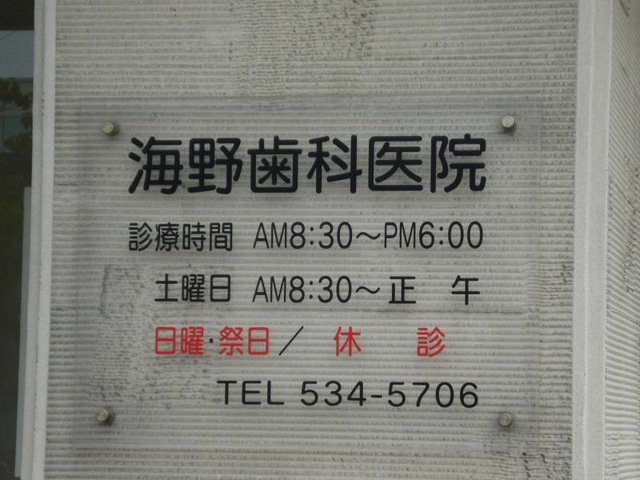 海野歯科医院
診療時間 AM8:30～PM6:00
土曜日 AM8:30～正 午
日曜・祭日／ 休 診
TEL 534-5706